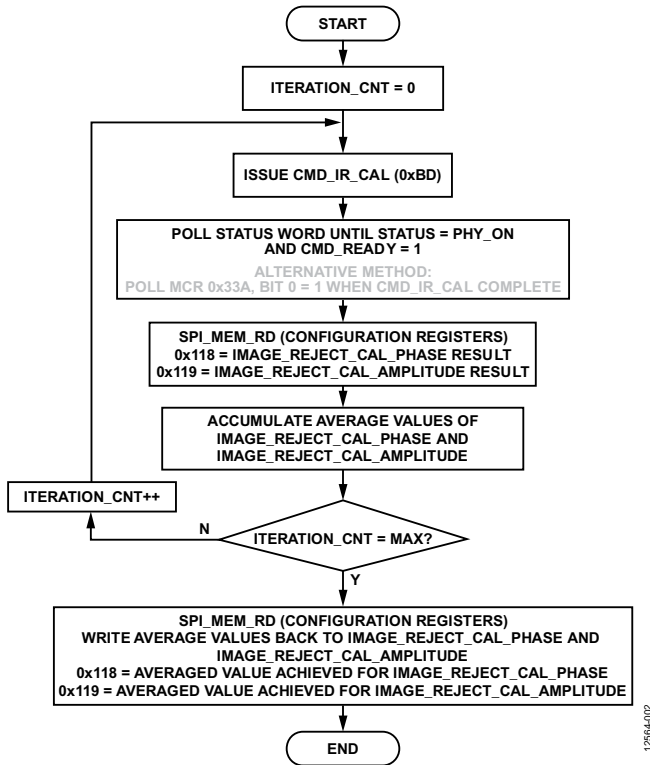 START
ITERATION_CNT = 0
ISSUE CMD_IR_CAL (0xBD)
POLL STATUS WORD UNTIL STATUS = PHY_ON
AND CMD_READY = 1
ALTERNATIVE METHOD:
POLL MCR 0x33A, BIT 0 = 1 WHEN CMD_IR_CAL COMPLETE
SPI_MEM_RD (CONFIGURATION REGISTERS)
0x118 = IMAGE_REJECT_CAL_PHASE RESULT
0x119 = IMAGE_REJECT_CAL_AMPLITUDE RESULT
ACCUMULATE AVERAGE VALUES OF
IMAGE_REJECT_CAL_PHASE AND
IMAGE_REJECT_CAL_AMPLITUDE
ITERATION_CNT++
N
ITERATION_CNT = MAX?
Y
SPI_MEM_RD (CONFIGURATION REGISTERS)
WRITE AVERAGE VALUES BACK TO IMAGE_REJECT_CAL_PHASE AND
IMAGE_REJECT_CAL_AMPLITUDE
0x118 = AVERAGED VALUE ACHIEVED FOR IMAGE_REJECT_CAL_PHASE
0x119 = AVERAGED VALUE ACHIEVED FOR IMAGE_REJECT_CAL_AMPLITUDE
END
12564-002